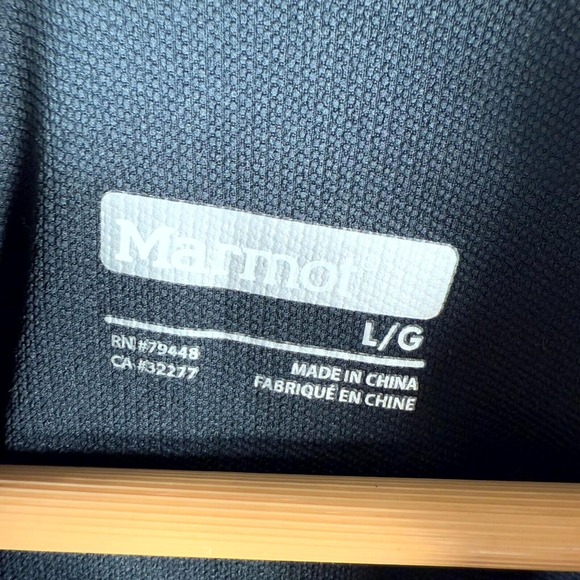 Marmot
L/G
RN #79448
CA #32277
MADE IN CHINA
FABRIQUÉ EN CHINE